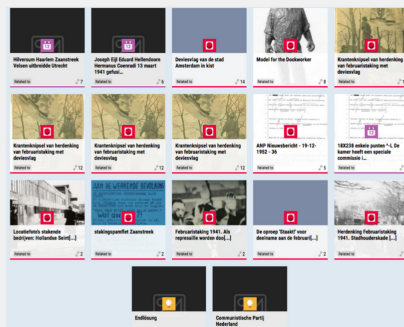 Hilversum Haarlem Zaanstreek
Velsen uitbreidde Utrecht
Related to
7
Joseph Eijl Eduard Hellendoorn
Hermanus Coenradi 13 maart
1941 gefusi...
Related to
6
Deviesvlag van de stad
Amsterdam in kist
Related to
14
Model for the Dockworker
Related to
8
Krantenknipsel van herdenking
van februaristaking met
deviesvlag
Related to
Krantenknipsel van herdenking
van februaristaking met
deviesvlag
Related to
12
Krantenknipsel van herdenking
van februaristaking met
deviesvlag
Related to
12
Krantenknipsel van herdenking
van februaristaking met
deviesvlag
Related to
12
ANP Nieuwsbericht - 19-12-
1952 - 36
Related to
5
18X238 enkele punten *-I. De
kamer heeft een speciale
commissie i...
Related to
Locatiefoto's stakende
bedrijven: Hollandse Seint[...]
Related to
2
AAN DE WERKENDE BEVOLKING
stakingspamflet Zaanstreek
Related to
2
Februaristaking 1941. Als
represaille worden doo[...]
Related to
2
De oproep 'Staakt!' voor
deelname aan de februari[...]
Related to
2
Herdenking Februaristaking
1941. Stadhouderskade [...]
Related to
2
Endlösung
Communistische Partij
Nederland